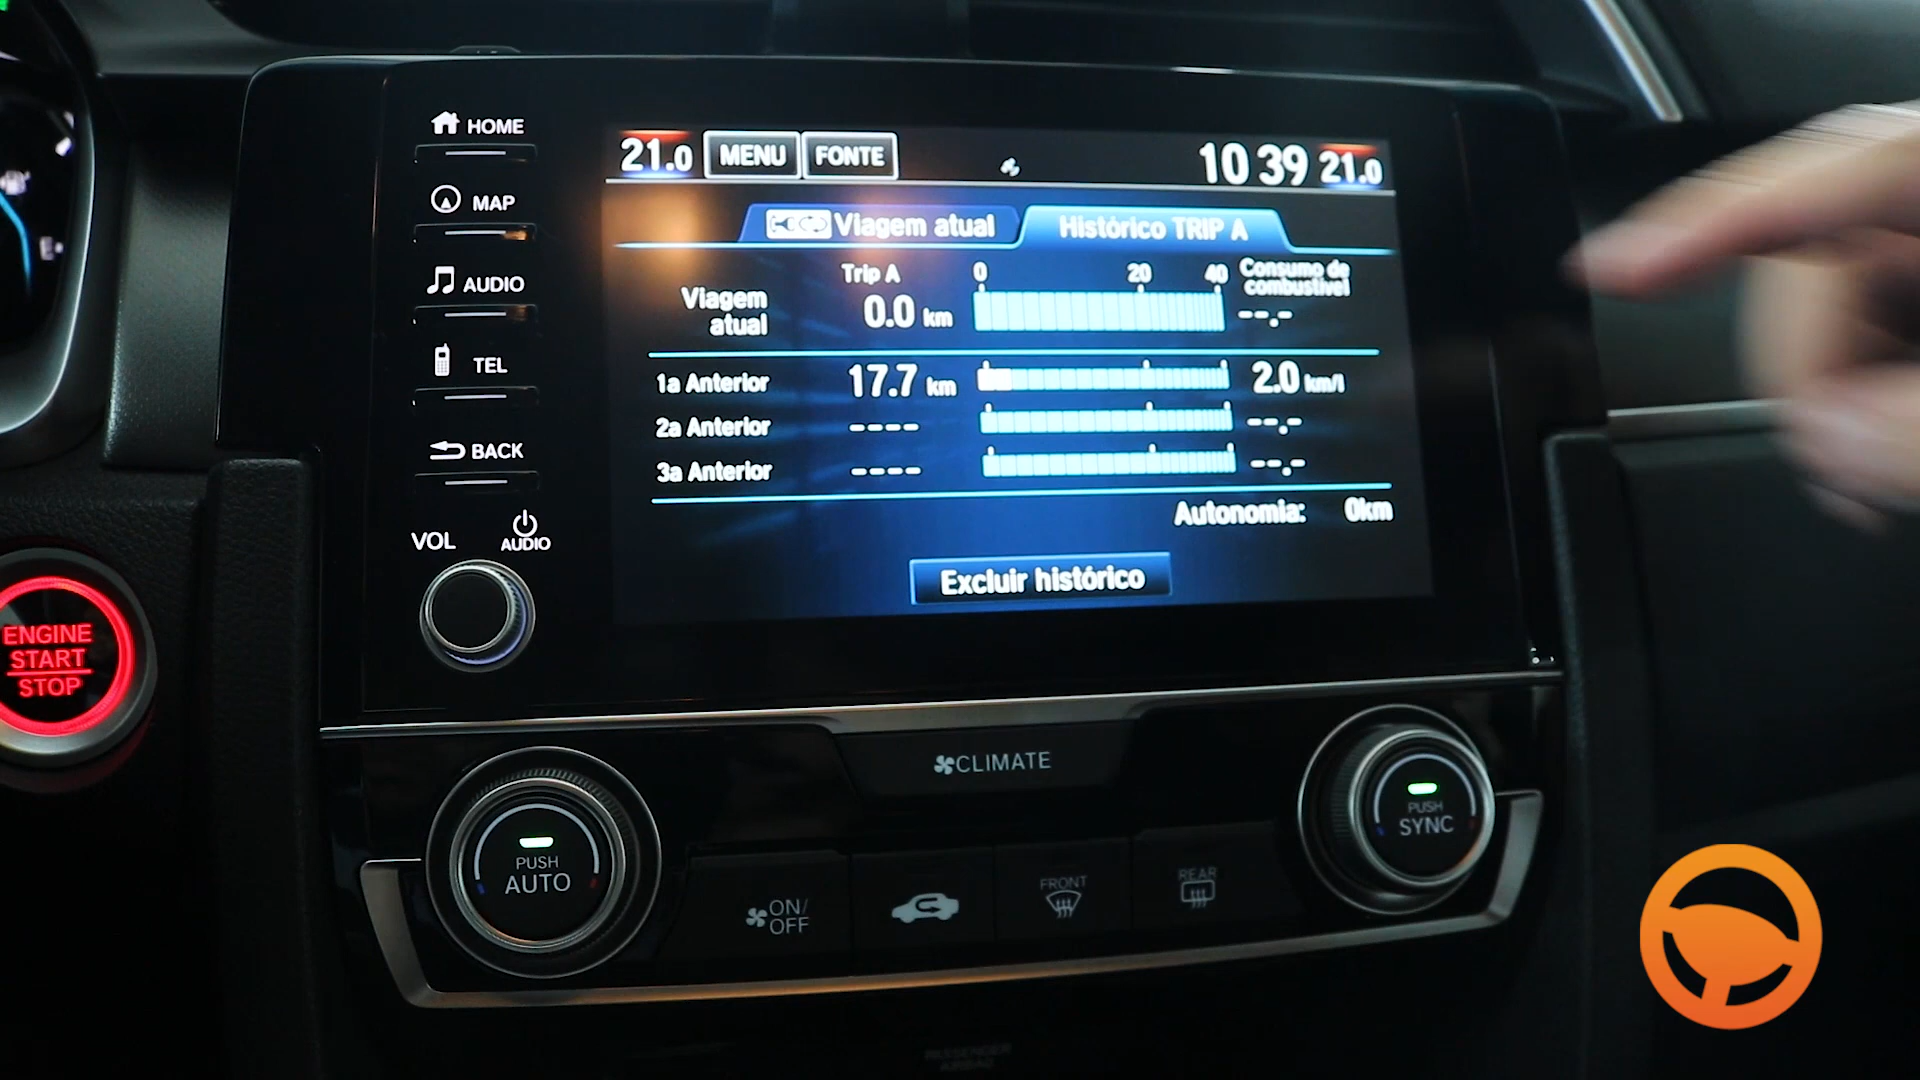 HOME
MAP
AUDIO
TEL
BACK
VOL
AUDIO
ENGINE
START
STOP
21.0 MENU FONTE 10 39 21.0
Viagem atual Histórico TRIP A
Trip A 0 20 40 Consumo de
combustível
Viagem
atual 0.0 km --.-
1a Anterior 17.7 km 2.0 km/l
2a Anterior ---- --.-
3a Anterior ---- --.-
Autonomia: 0km
Excluir histórico
CLIMATE
PUSH
AUTO
ON/
OFF
FRONT
REAR
PUSH
SYNC
PASSENGER
AIRBAG